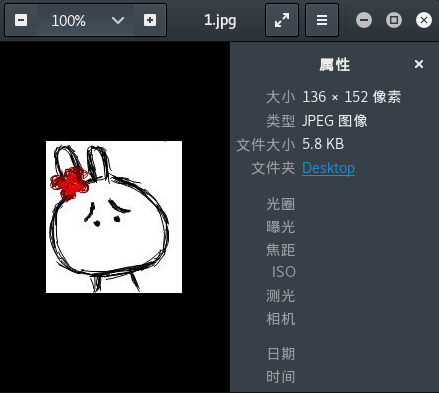 100%
1.jpg
属性
大小 136 × 152 像素
类型 JPEG 图像
文件大小 5.8 KB
文件夹 Desktop
光圈
曝光
焦距
ISO
测光
相机
日期
时间